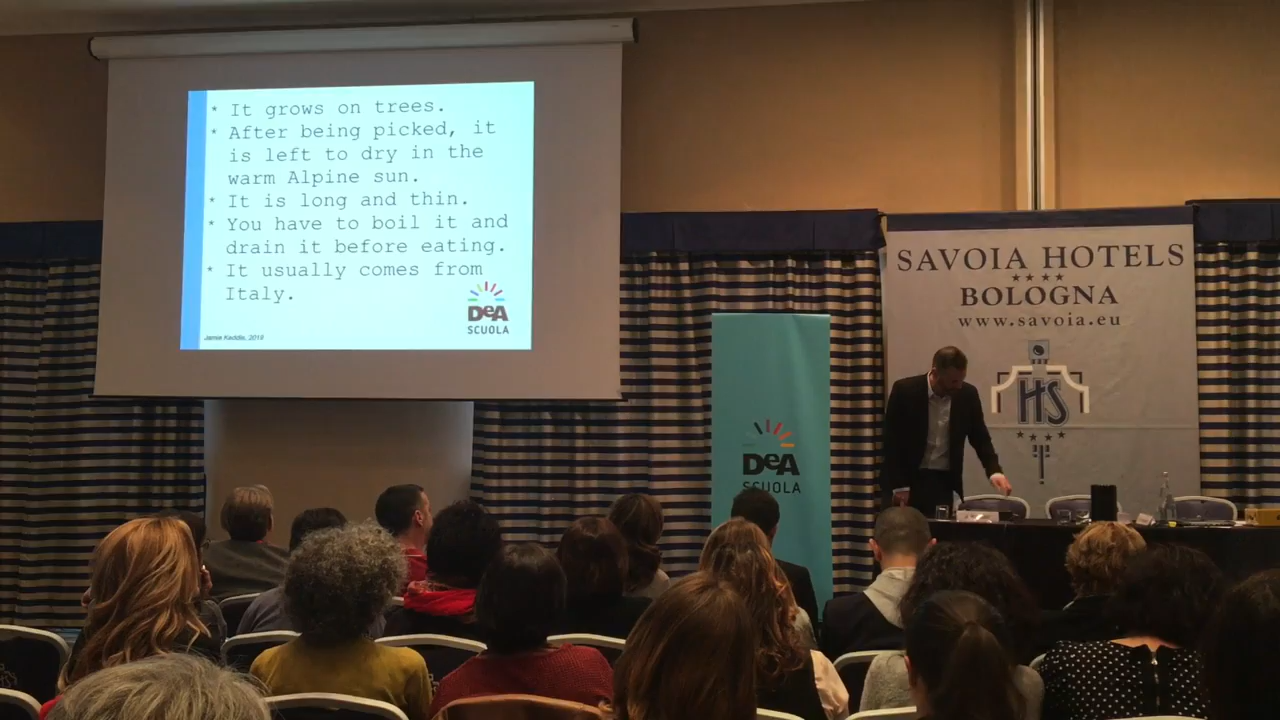 * It grows on trees.
* After being picked, it
is left to dry in the
warm Alpine sun.
* It is long and thin.
* You have to boil it and
drain it before eating.
* It usually comes from
Italy.
DeA
SCUOLA
Jamie Keddie, 2019
SAVOIA HOTELS
BOLOGNA
www.savoia.eu
HS
DeA
SCUOLA